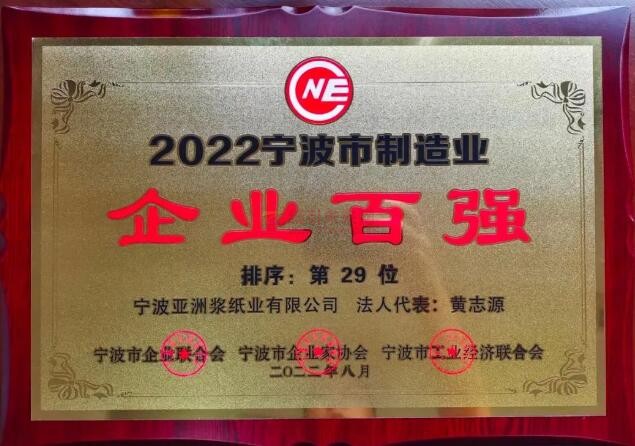 NE
2022宁波市制造业
企业百强
排序：第 29 位
宁波亚洲浆纸业有限公司 法人代表：黄志源
宁波市企业联合会 宁波市企业家协会 宁波市工业经济联合会
二〇二二年八月